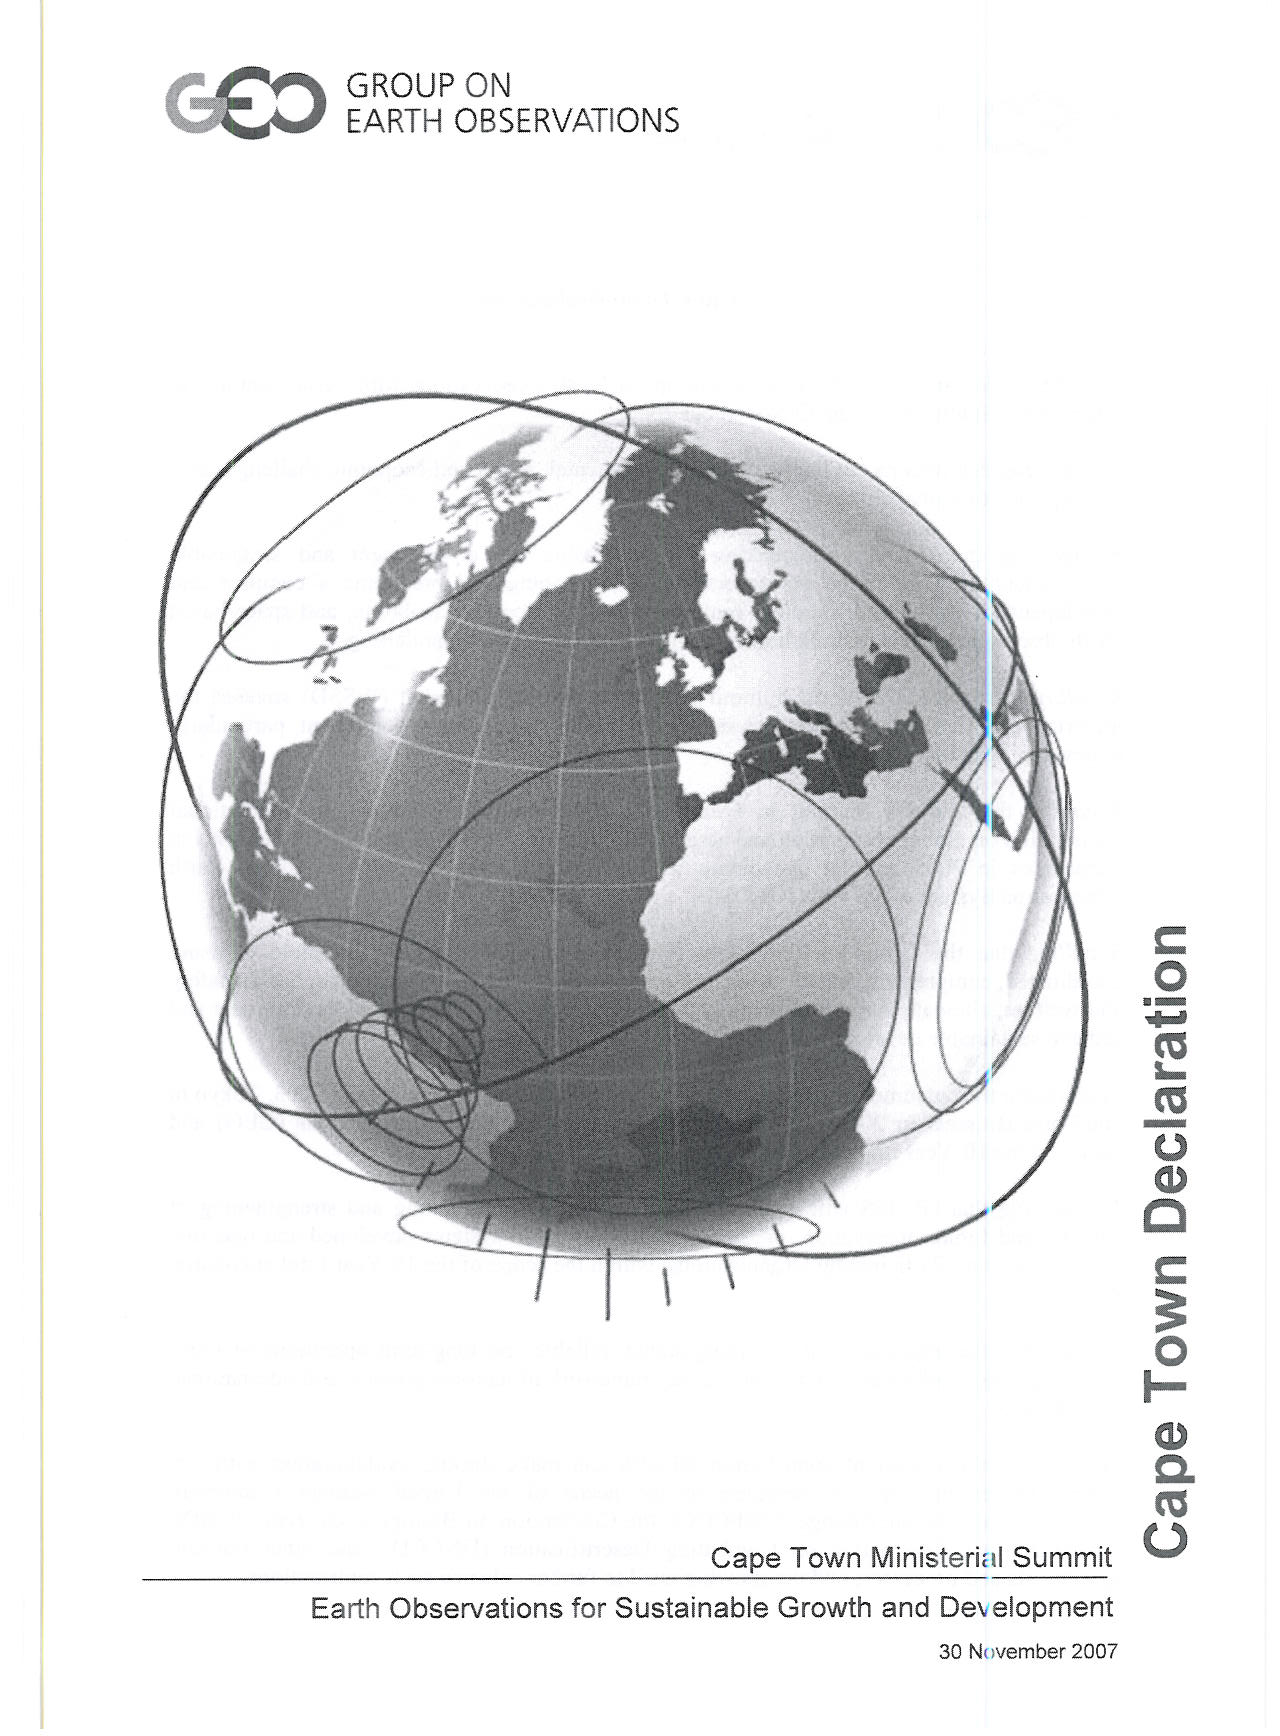 GEO
GROUP ON
EARTH OBSERVATIONS
Cape Town Declaration
Cape Town Ministerial Summit
Earth Observations for Sustainable Growth and Development
30 November 2007